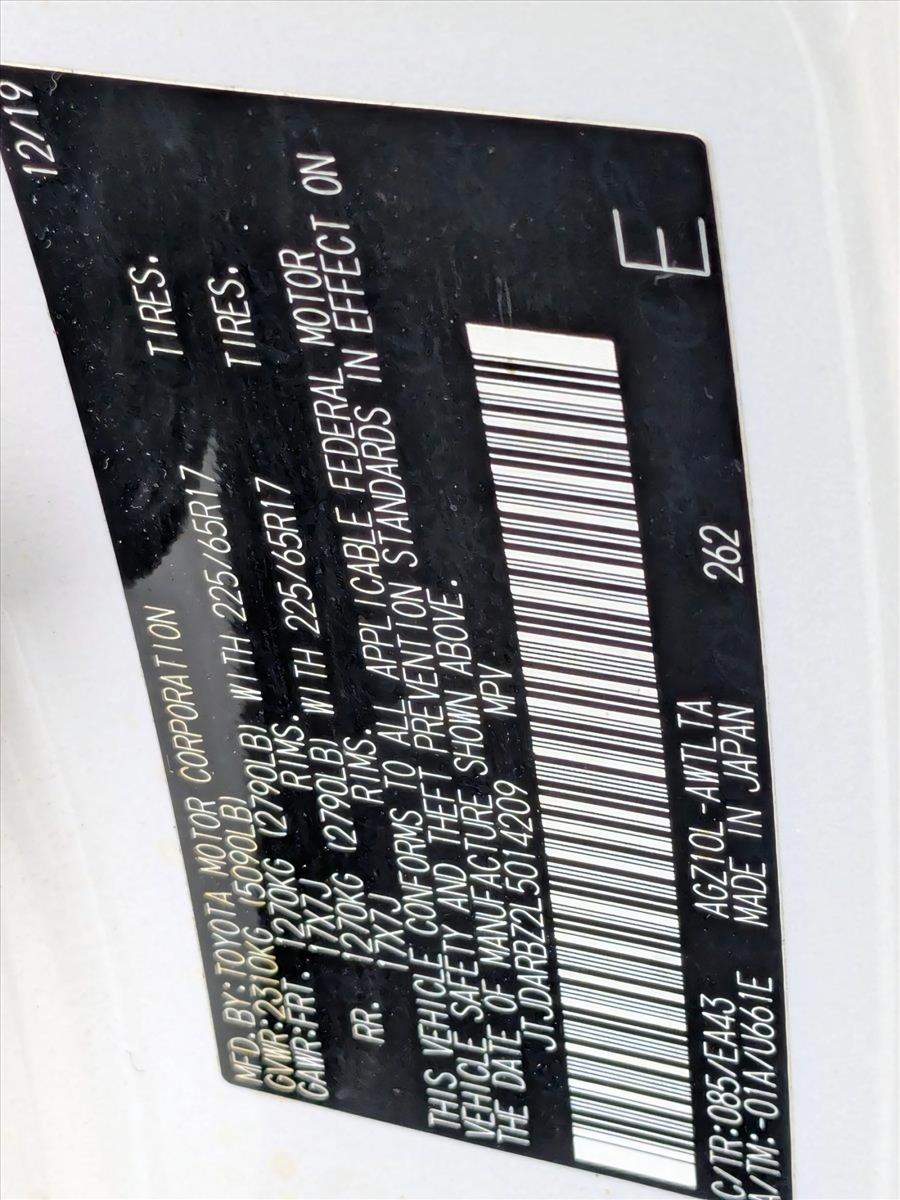 MFD. BY:TOYOTA MOTOR CORPORATION 12/19
GVWR:2310KG (5090LB)
GAWR:FRT. 1270KG (2790LB) WITH 225/65R17 TIRES.
17X7J RIMS.
RR. 1270KG (2790LB) WITH 225/65R17 TIRES.
17X7J RIMS.
THIS VEHICLE CONFORMS TO ALL APPLICABLE FEDERAL MOTOR
VEHICLE SAFETY AND THEFT PREVENTION STANDARDS IN EFFECT ON
THE DATE OF MANUFACTURE SHOWN ABOVE.
JTJDARBZ2L5014209 MPV
E
C/TR:085/EA43 AGZ10L-AWTLTA 262
A/TM:-01A/U661E MADE IN JAPAN